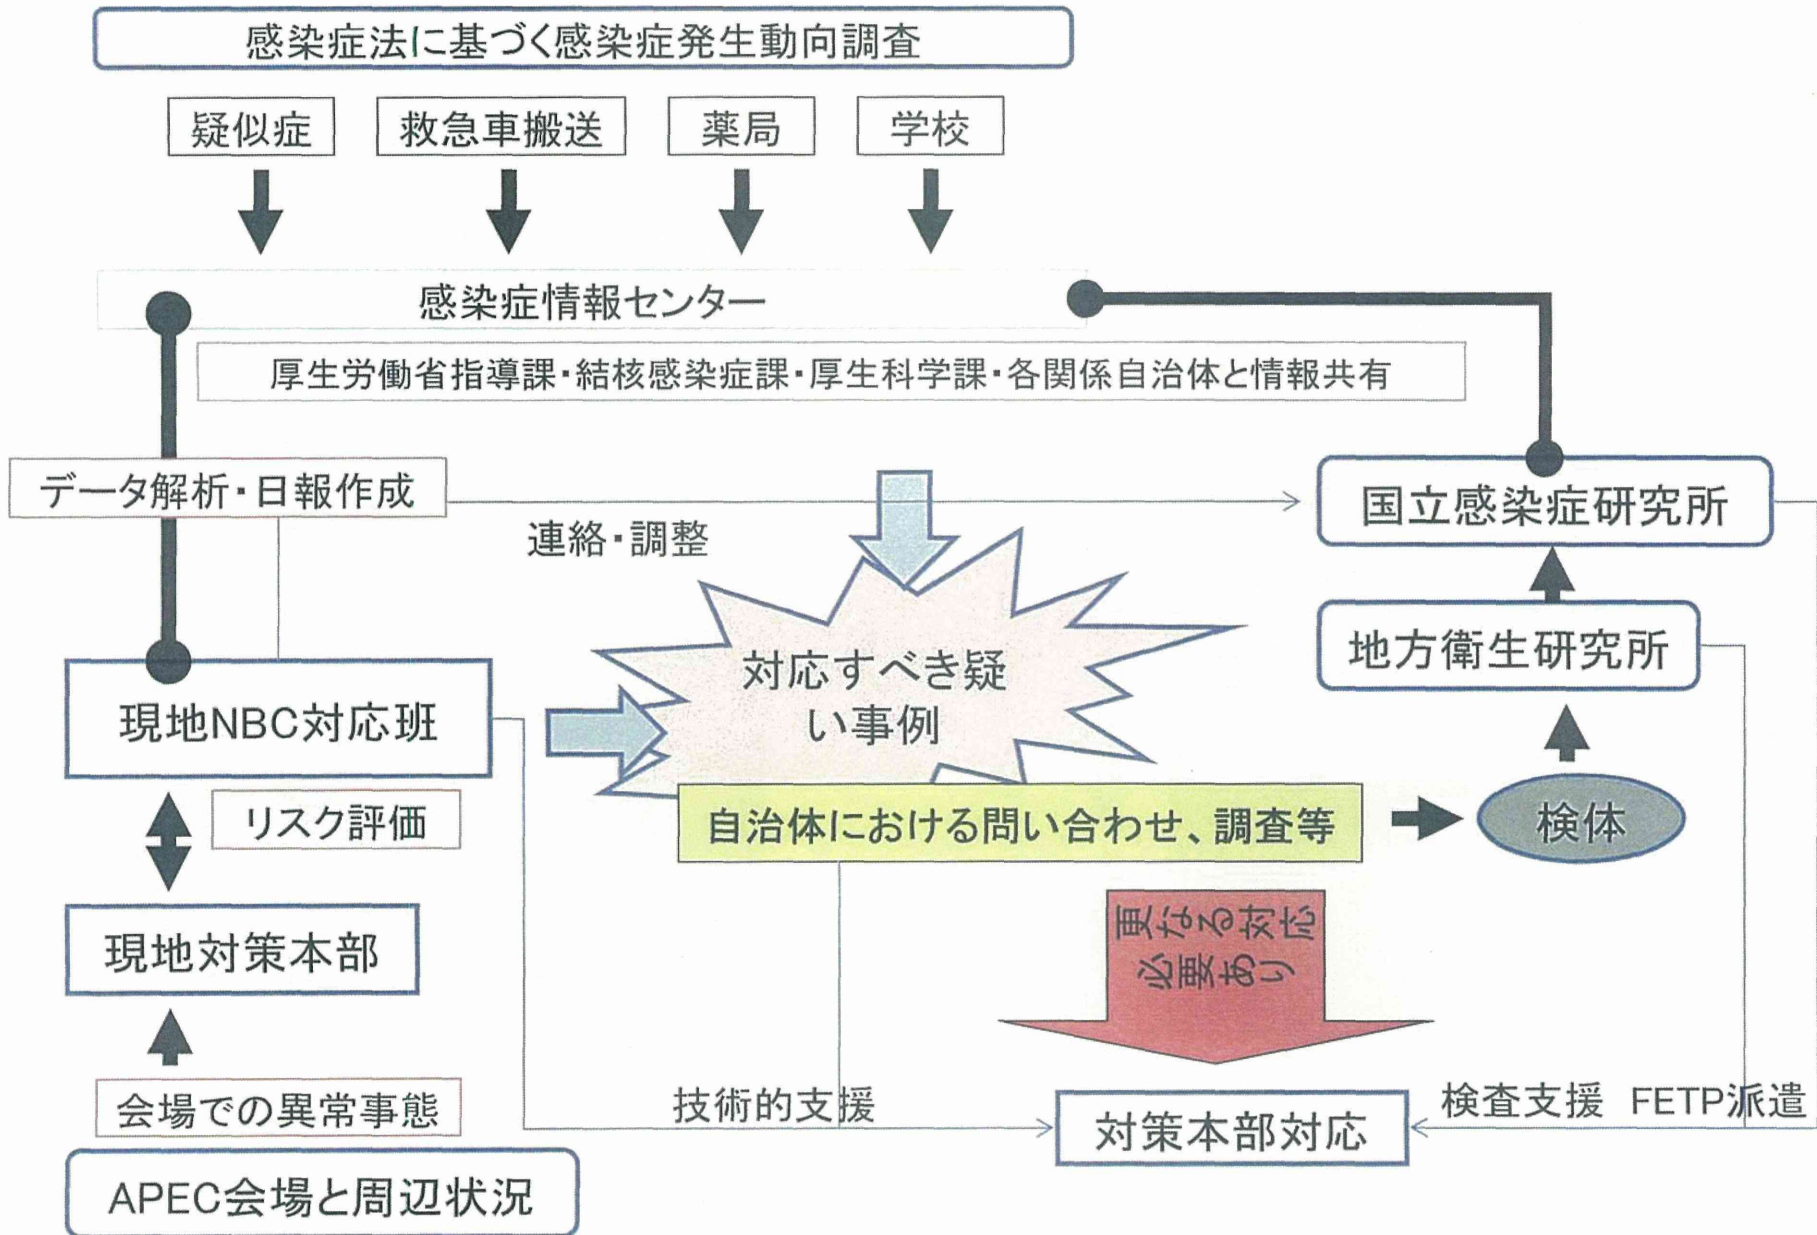 感染症法に基づく感染症発生動向調査
疑似症
救急車搬送
薬局
学校
感染症情報センター
厚生労働省指導課・結核感染症課・厚生科学課・各関係自治体と情報共有
データ解析・日報作成
連絡・調整
国立感染症研究所
地方衛生研究所
対応すべき疑
い事例
現地NBC対応班
リスク評価
自治体における問い合わせ、調査等
検体
現地対策本部
更なる対応
必要あり
会場での異常事態
技術的支援
対策本部対応
検査支援 FETP派遣
APEC会場と周辺状況